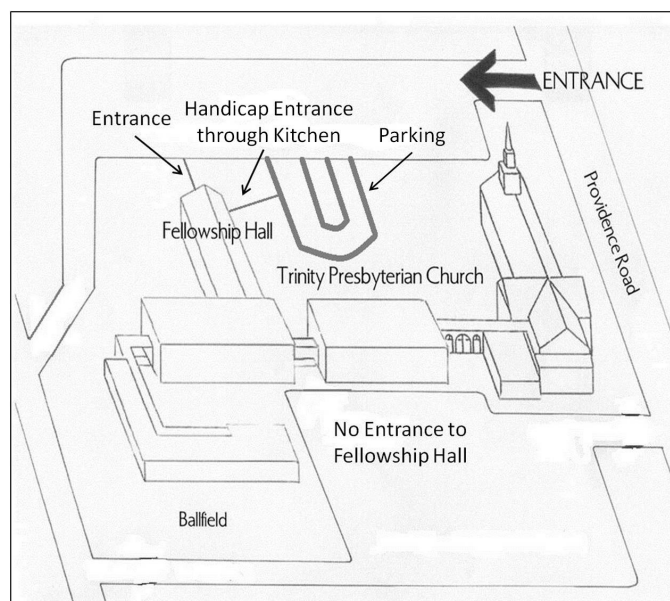 ENTRANCE
Handicap Entrance
through Kitchen
Entrance
Parking
Providence Road
Fellowship Hall
Trinity Presbyterian Church
No Entrance to
Fellowship Hall
Ballfield